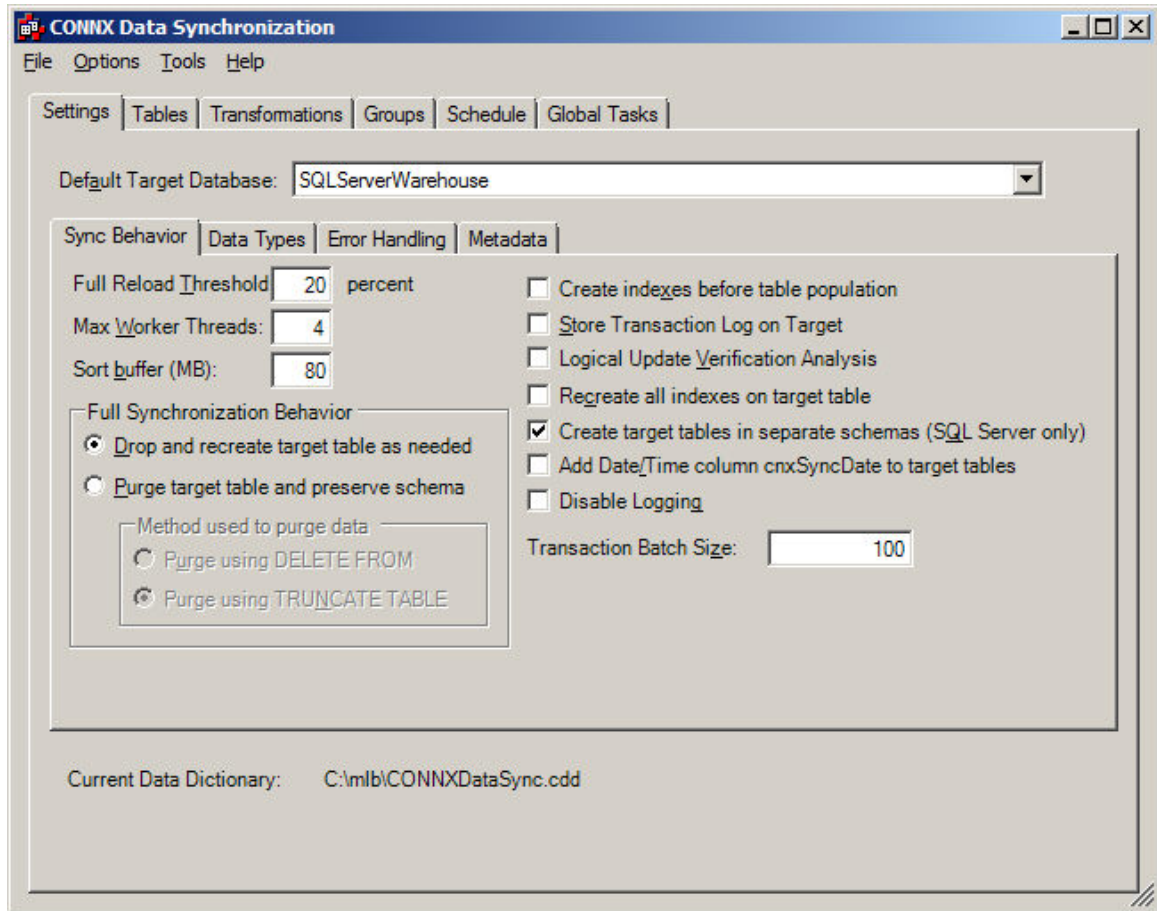 CONNX Data Synchronization
File Options Tools Help
Settings Tables Transformations Groups Schedule Global Tasks
Default Target Database: SQLServerWarehouse
Sync Behavior Data Types Error Handling Metadata
Full Reload Threshold 20 percent
Max Worker Threads: 4
Sort buffer (MB): 80
Full Synchronization Behavior
Drop and recreate target table as needed
Purge target table and preserve schema
Method used to purge data
Purge using DELETE FROM
Purge using TRUNCATE TABLE
Create indexes before table population
Store Transaction Log on Target
Logical Update Verification Analysis
Recreate all indexes on target table
Create target tables in separate schemas (SQL Server only)
Add Date/Time column cnxSyncDate to target tables
Disable Logging
Transaction Batch Size: 100
Current Data Dictionary: C:\mlb\CONNXDataSync.cdd